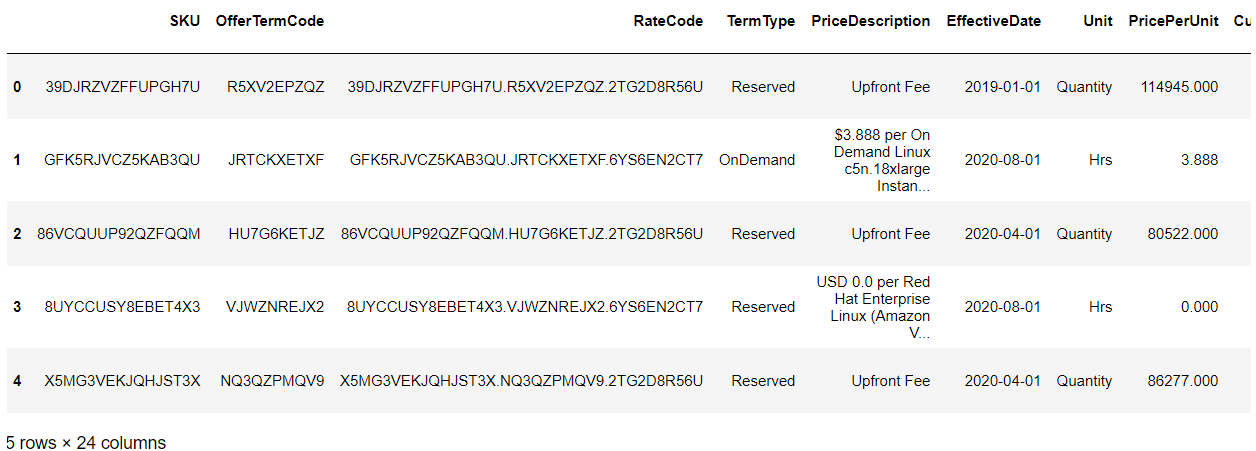 SKU OfferTermCode RateCode TermType PriceDescription EffectiveDate Unit PricePerUnit Cu
0 39DJRZVZFFUPGH7U R5XV2EPZQZ 39DJRZVZFFUPGH7U.R5XV2EPZQZ.2TG2D8R56U Reserved Upfront Fee 2019-01-01 Quantity 114945.000
1 GFK5RJVCZ5KAB3QU JRTCKXETXF GFK5RJVCZ5KAB3QU.JRTCKXETXF.6YS6EN2CT7 OnDemand $3.888 per On
Demand Linux
c5n.18xlarge
Instan... 2020-08-01 Hrs 3.888
2 86VCQUUP92QZFQQM HU7G6KETJZ 86VCQUUP92QZFQQM.HU7G6KETJZ.2TG2D8R56U Reserved Upfront Fee 2020-04-01 Quantity 80522.000
3 8UYCCUSY8EBET4X3 VJWZNREJX2 8UYCCUSY8EBET4X3.VJWZNREJX2.6YS6EN2CT7 Reserved USD 0.0 per Red
Hat Enterprise
Linux (Amazon
V... 2020-08-01 Hrs 0.000
4 X5MG3VEKJQHJST3X NQ3QZPMQV9 X5MG3VEKJQHJST3X.NQ3QZPMQV9.2TG2D8R56U Reserved Upfront Fee 2020-04-01 Quantity 86277.000
5 rows × 24 columns